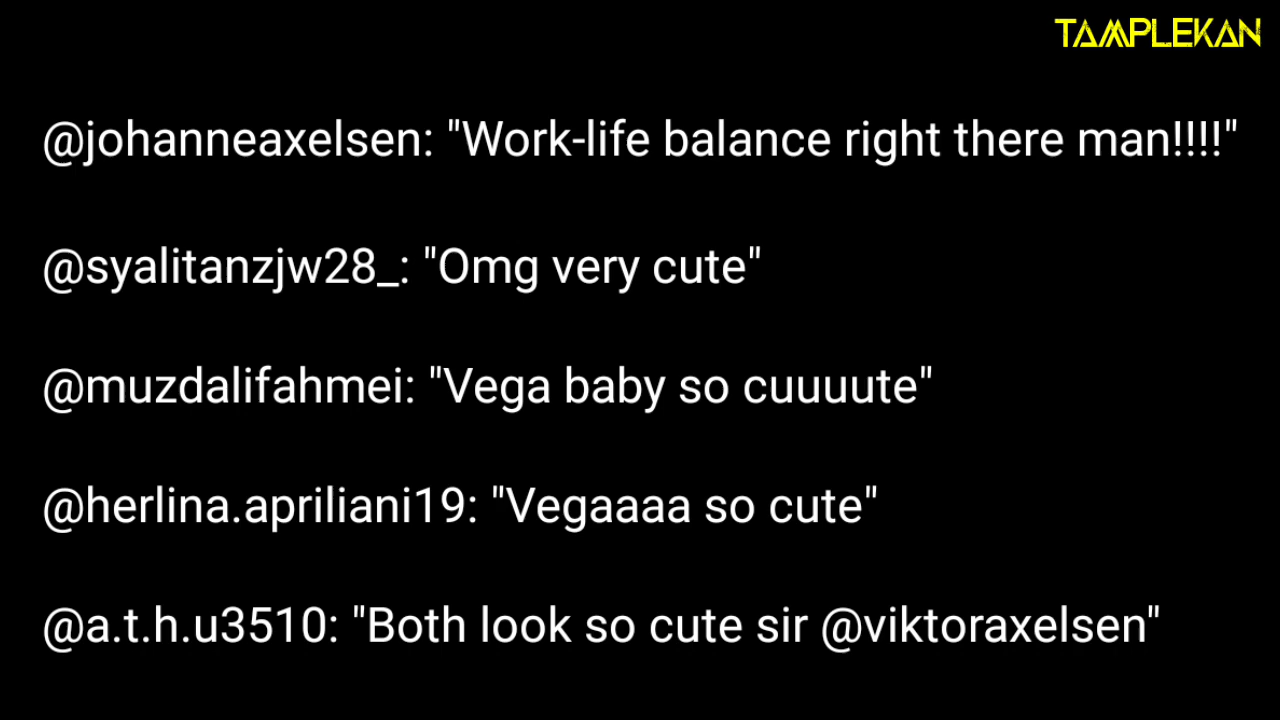 TAMPLEKAN
@johanneaxelsen: "Work-life balance right there man!!!!"
@syalitanzjw28_: "Omg very cute"
@muzdalifahmei: "Vega baby so cuuuute"
@herlina.apriliani19: "Vegaaaa so cute"
@a.t.h.u3510: "Both look so cute sir @viktoraxelsen"